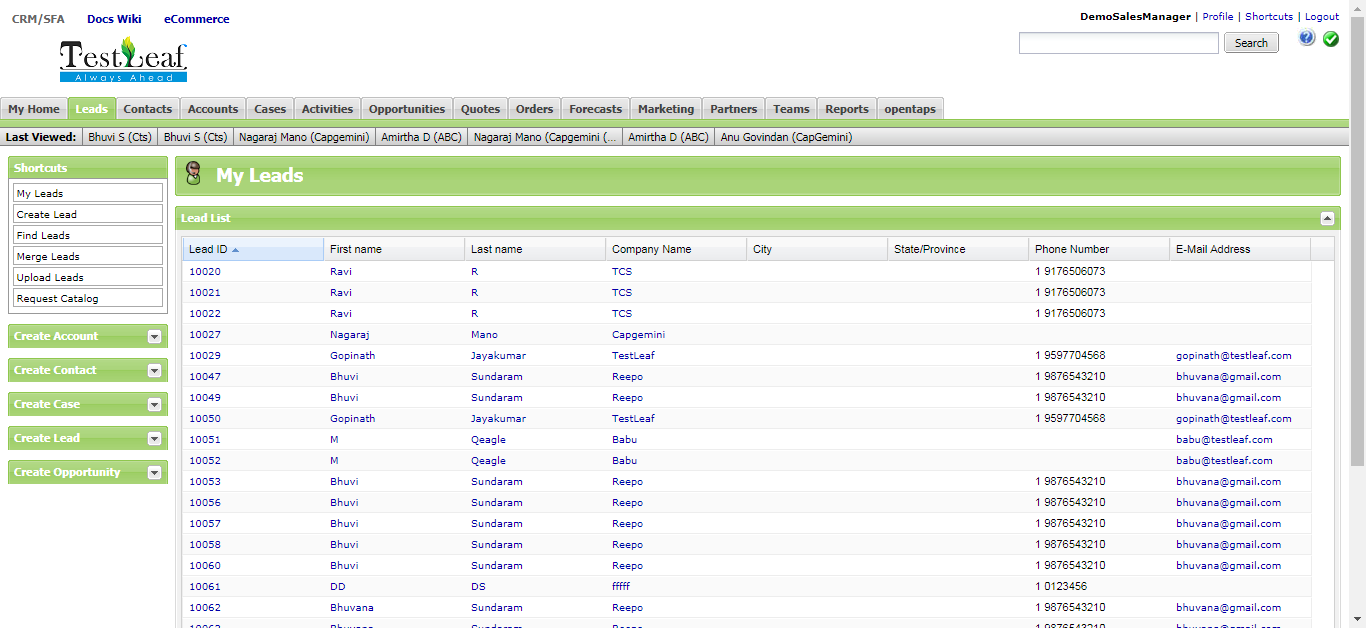 CRM/SFA Docs Wiki eCommerce
DemoSalesManager | Profile | Shortcuts | Logout
TestLeaf
Always Ahead
Search
My Home Leads Contacts Accounts Cases Activities Opportunities Quotes Orders Forecasts Marketing Partners Teams Reports opentaps
Last Viewed: Bhuvi S (Cts) Bhuvi S (Cts) Nagaraj Mano (Capgemini) Amirtha D (ABC) Nagaraj Mano (Capgemini (... Amirtha D (ABC) Anu Govindan (CapGemini)
Shortcuts
My Leads
Create Lead
Find Leads
Merge Leads
Upload Leads
Request Catalog
Create Account
Create Contact
Create Case
Create Lead
Create Opportunity
My Leads
Lead List
Lead ID First name Last name Company Name City State/Province Phone Number E-Mail Address
10020 Ravi R TCS 1 9176506073
10021 Ravi R TCS 1 9176506073
10022 Ravi R TCS 1 9176506073
10027 Nagaraj Mano Capgemini
10029 Gopinath Jayakumar TestLeaf 1 9597704568 gopinath@testleaf.com
10047 Bhuvi Sundaram Reepo 1 9876543210 bhuvana@gmail.com
10049 Bhuvi Sundaram Reepo 1 9876543210 bhuvana@gmail.com
10050 Gopinath Jayakumar TestLeaf 1 9597704568 gopinath@testleaf.com
10051 M Qeagle Babu babu@testleaf.com
10052 M Qeagle Babu babu@testleaf.com
10053 Bhuvi Sundaram Reepo 1 9876543210 bhuvana@gmail.com
10056 Bhuvi Sundaram Reepo 1 9876543210 bhuvana@gmail.com
10057 Bhuvi Sundaram Reepo 1 9876543210 bhuvana@gmail.com
10058 Bhuvi Sundaram Reepo 1 9876543210 bhuvana@gmail.com
10060 Bhuvi Sundaram Reepo 1 9876543210 bhuvana@gmail.com
10061 DD DS fffff 1 0123456
10062 Bhuvana Sundaram Reepo 1 9876543210 bhuvana@gmail.com